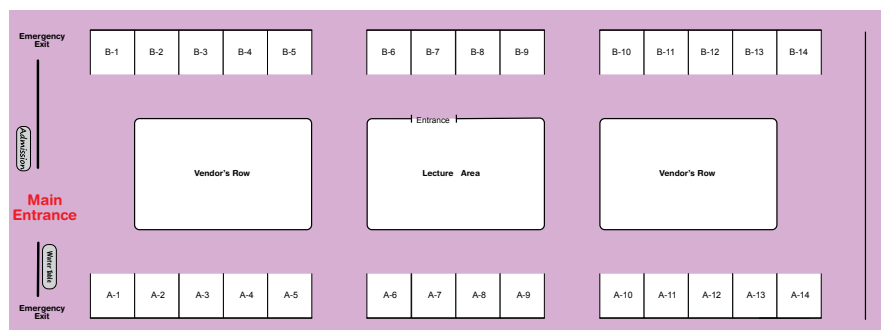 Emergency
Exit
B-1 B-2 B-3 B-4 B-5 B-6 B-7 B-8 B-9 B-10 B-11 B-12 B-13 B-14
Entrance
Admission
Vendor's Row Lecture Area Vendor's Row
Main
Entrance
Water table
A-1 A-2 A-3 A-4 A-5 A-6 A-7 A-8 A-9 A-10 A-11 A-12 A-13 A-14
Emergency
Exit